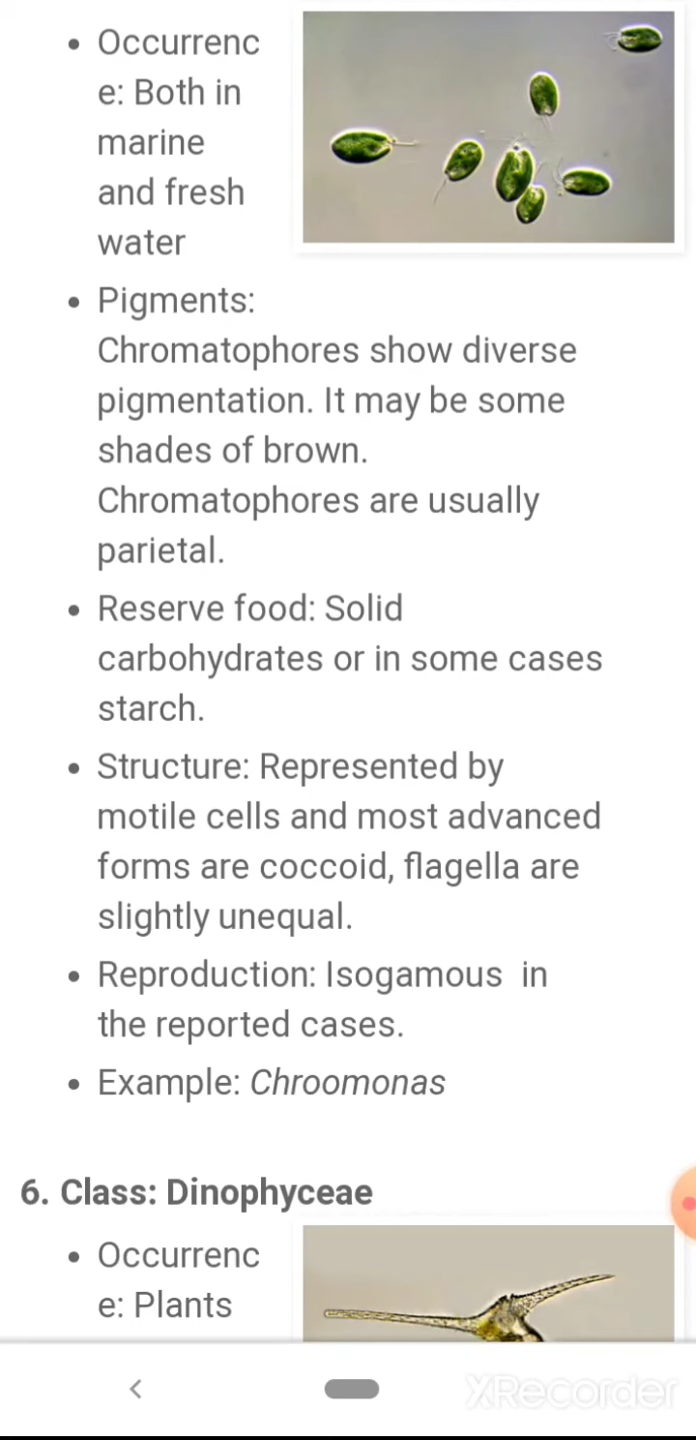 • Occurrenc
e: Both in
marine
and fresh
water
• Pigments:
Chromatophores show diverse
pigmentation. It may be some
shades of brown.
Chromatophores are usually
parietal.
• Reserve food: Solid
carbohydrates or in some cases
starch.
• Structure: Represented by
motile cells and most advanced
forms are coccoid, flagella are
slightly unequal.
• Reproduction: Isogamous  in
the reported cases.
• Example: Chroomonas
6. Class: Dinophyceae
• Occurrenc
e: Plants
XRecorder